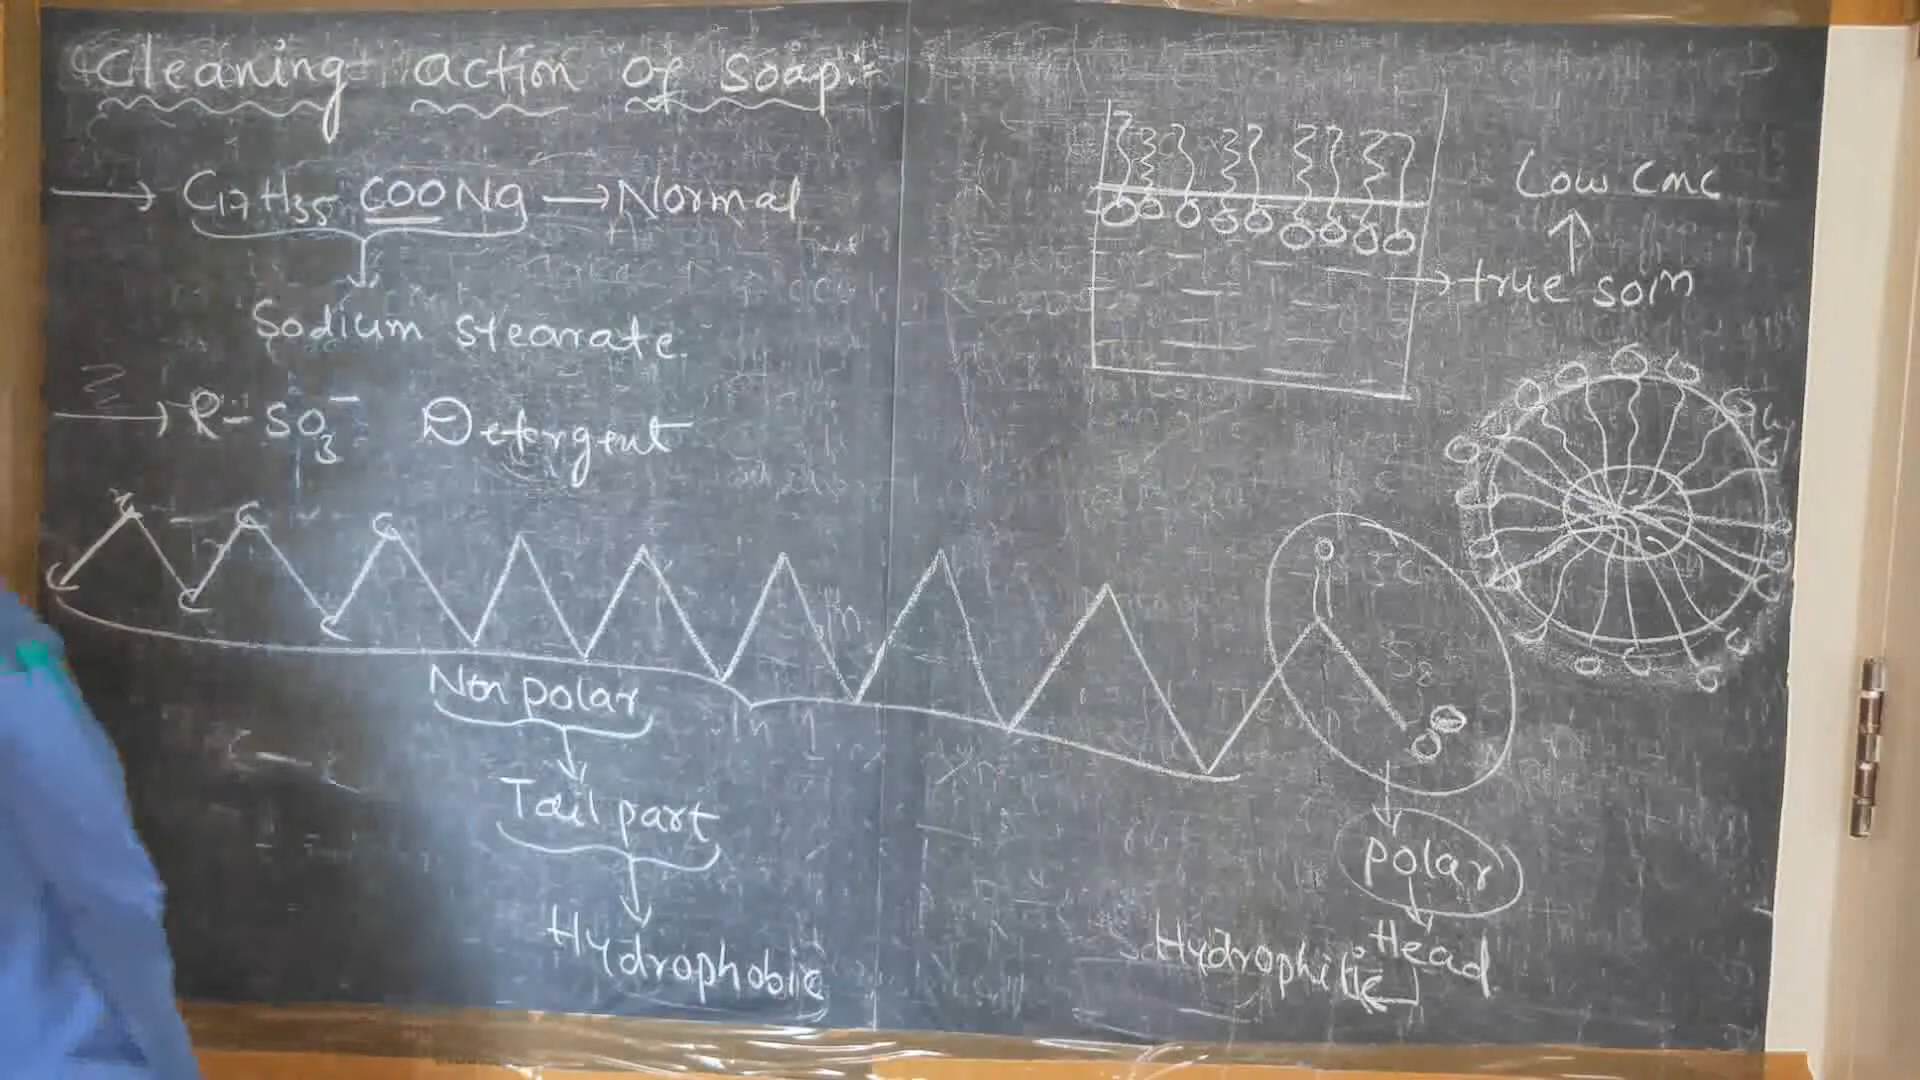 Cleaning action of soap:-
→ C17H35 COONa → Normal
Sodium stearate.
→ R-SO3⁻ Detergent
C C C
C C C
Non polar
Tail part
Hydrophobic
Low CMC
→ true soln
O
O
polar
Head
Hydrophilic